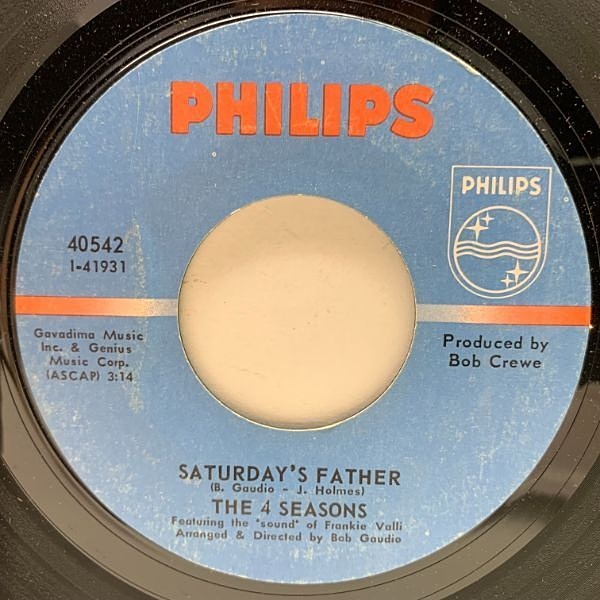 PHILIPS
PHILIPS
40542
1-41931
Gavadima Music
Inc. & Genius
Music Corp.
(ASCAP) 3:14
Produced by
Bob Crewe
SATURDAY'S FATHER
(B. Gaudio - J. Holmes)
THE 4 SEASONS
Featuring the "sound" of Frankie Valli
Arranged & Directed by Bob Gaudio